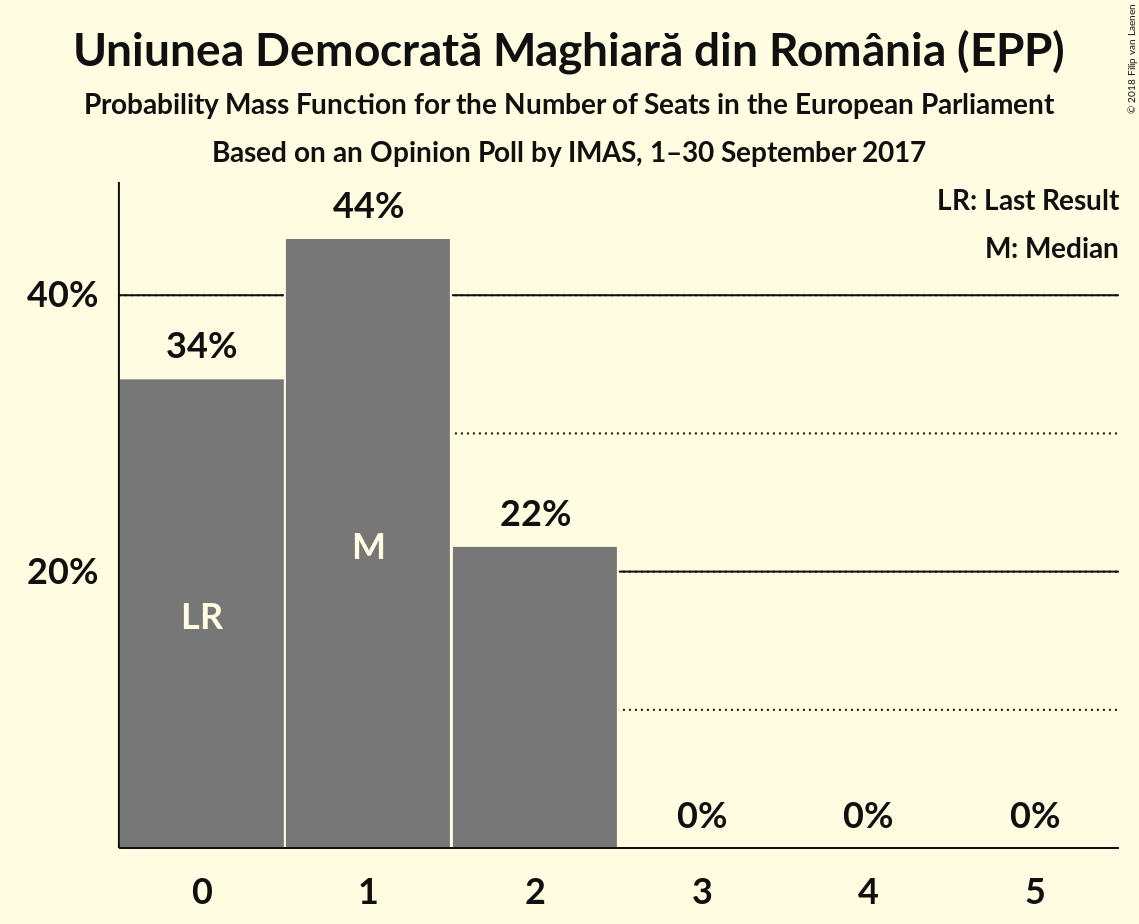 Uniunea Democrată Maghiară din România (EPP)
Probability Mass Function for the Number of Seats in the European Parliament
Based on an Opinion Poll by IMAS, 1–30 September 2017
© 2018 Filip van Laenen
LR: Last Result
M: Median
44%
40%
34%
22%
M
20%
LR
0% 0% 0%
0 1 2 3 4 5